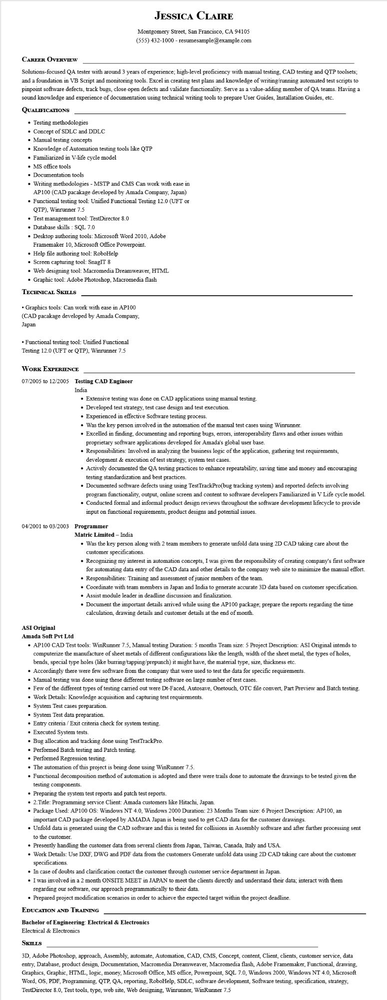 Jessica Claire
Montgomery Street, San Francisco, CA 94105
(555) 432-1000 - resumesample@example.com
Career Overview
Solutions-focused QA tester with around 3 years of experience; high-level proficiency with manual testing, CAD testing and QTP toolsets;
and a foundation in VB Script and monitoring tools. Excel in creating test plans and knowledge of writing/running automated test scripts to
pinpoint software defects, track bugs, close open defects and validate functionality. Serve as a value-adding member of QA teams. Having a
sound knowledge and experience of documentation using technical writing tools to prepare User Guides, Installation Guides, etc.
Qualifications
• Testing methodologies
• Concept of SDLC and DDLC
• Manual testing concepts
• Knowledge of Automation testing tools like QTP
• Familiarized in V-life cycle model
• MS office tools
• Documentation tools
• Writing methodologies - MSTP and CMS Can work with ease in
AP100 (CAD pacakage developed by Amada Company, Japan)
• Functional testing tool: Unified Functional Testing 12.0 (UFT or
QTP), Winrunner 7.5
• Test management tool: TestDirector 8.0
• Database skills : SQL 7.0
• Desktop authoring tools: Microsoft Word 2010, Adobe
Framemaker 10, Microsoft Office Powerpoint.
• Help file authoring tool: RoboHelp
• Screen capturing tool: SnagIT 8
• Web designing tool: Macromedia Dreamweaver, HTML
• Graphic tool: Adobe Photoshop, Macromedia flash
Technical Skills
• Graphics tools: Can work with ease in AP100
(CAD pacakage developed by Amada Company,
Japan
• Functional testing tool: Unified Functional
Testing 12.0 (UFT or QTP), Winrunner 7.5
Work Experience
07/2005 to 12/2005 Testing CAD Engineer
India
• Extensive testing was done on CAD applications using manual testing.
• Developed test strategy, test case design and test execution.
• Experienced in effective Software testing process.
• Was the key person involved in the automation of the manual test cases using Winrunner.
• Excelled in finding, documenting and reporting bugs, errors, interoperability flaws and other issues within
proprietary software applications developed for Amada's global user base.
• Responsibilities: Involved in analyzing the business logic of the application, gathering test requirements,
development & execution of test strategy, system test cases.
• Actively documented the QA testing practices to enhance repeatability, saving time and money and encouraging
testing standardization and best practices.
• Documented software defects using using TestTrackPro(bug tracking system) and reported defects involving
program functionality, output, online screen and content to software developers Familiarized in V Life cycle model.
• Conducted formal and informal product design reviews throughout the software development lifecycle to provide
input on functional requirements, product designs and potential issues.
04/2001 to 03/2003 Programmer
Matric Limited – India
• Was the key person along with 2 team members to generate unfold data using 2D CAD taking care about the
customer specifications.
• Recognizing my interest in automation concepts, I was given the responsibility of creating company's first software
for automating data entry of the CAD data and other details to the company web site to minimize the manual effort.
• Responsibilities: Training and assessment of junior members of the team.
• Coordinate with team members in Japan and India to generate accurate 3D data based on customer specification.
• Assist module leader in deadline discussion and finalization.
• Document the important details arrived while using the AP100 package; prepare the reports regarding the time
calculation, drawing details and customer details at the end of month.
ASI Original
Amada Soft Pvt Ltd
• AP100 CAD Test tools: WinRunner 7.5, Manual testing Duration: 5 months Team size: 5 Project Description: ASI Original intends to
computerize the manufacture of sheet metals of different configurations like the length, width of the sheet metal, the types of holes,
bends, special type holes (like burring/tapping/prepunch) it might have, the material type, size, thickness etc.
• Accordingly there were few software from the company that were used to test the data for specific requirements.
• Manual testing was done using these different testing software on large number of test cases.
• Few of the different types of testing carried out were Dt-Faced, Autosave, Onetouch, OTC file convert, Part Preview and Batch testing.
• Work Details: Knowledge acquisition and capturing test requirements.
• System Test cases preparation.
• System Test data preparation.
• Entry criteria / Exit criteria check for system testing.
• Executed System tests.
• Bug allocation and tracking done using TestTrackPro.
• Performed Batch testing and Patch testing.
• Performed Regression testing.
• The automation of this project is being done using WinRunner 7.5.
• Functional decomposition method of automation is adopted and there were trails done to automate the drawings to be tested given the
testing components.
• Preparing the system test reports and patch test reports.
• 2.Title: Programming service Client: Amada customers like Hitachi, Japan.
• Package Used: AP100 OS: Windows NT 4.0, Windows 2000 Duration: 23 Months Team size: 6 Project Description: AP100, an
important CAD package developed by AMADA Japan is being used to get CAD data for the customer drawings.
• Unfold data is generated using the CAD software and this is tested for collisions in Assembly software and after further processing sent
to the customer.
• Presently handling the customer data from several clients from Japan, Taiwan, Canada, Italy and USA.
• Work Details: Use DXF, DWG and PDF data from the customers Generate unfold data using 2D CAD taking care about the customer
specifications.
• In case of doubts and clarification contact the customer through customer service department in Japan.
• I was involved in a 2 month ONSITE MEET in JAPAN to meet the clients directly and understand their data; interact with them
regarding our software, our approach programmatically to their data.
• Prepared project modification scenarios in order to achieve the expected target within the project deadline.
Education and Training
Bachelor of Engineering: Electrical & Electronics
Electrical & Electronics
Skills
3D, Adobe Photoshop, approach, Assembly, automate, Automation, CAD, CMS, Concept, content, Client, clients, customer service, data
entry, Database, product design, Documentation, Macromedia Dreamweaver, Macromedia flash, Adobe Framemaker, Functional, drawing,
Graphics, Graphic, HTML, logic, money, Microsoft Office, MS office, Powerpoint, SQL 7.0, Windows 2000, Windows NT 4.0, Microsoft
Word, OS, PDF, Programming, QTP, QA, reporting, RoboHelp, SDLC, software development, Software testing, specification, strategy,
TestDirector 8.0, Test tools, type, web site, Web designing, Winrunner, WinRunner 7.5